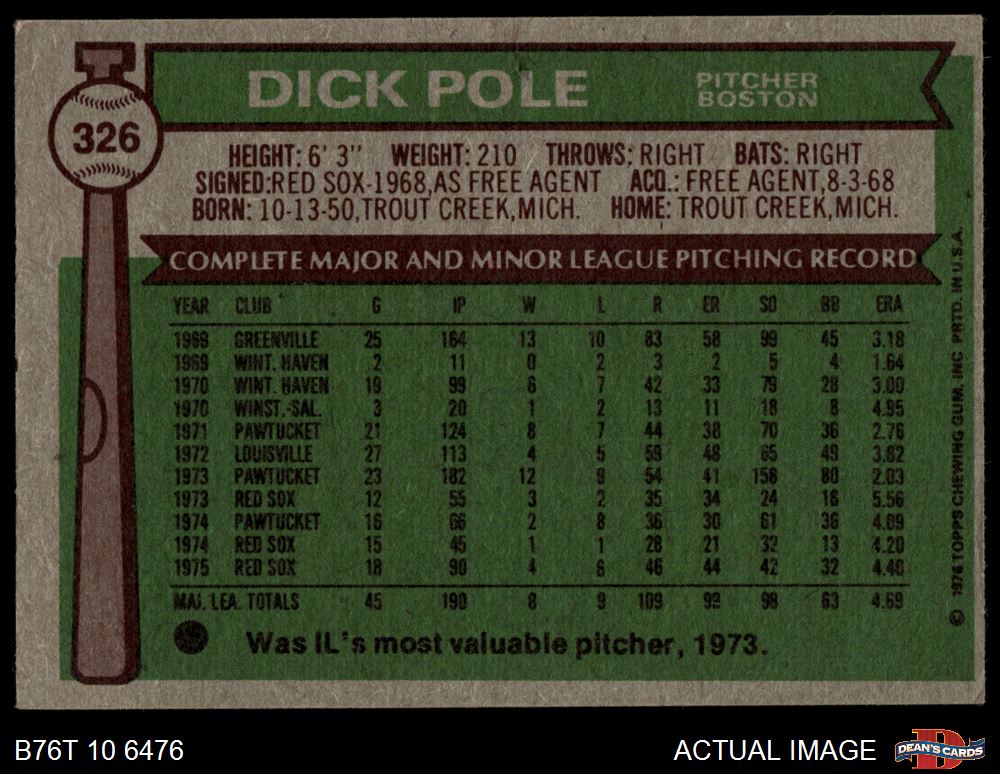 DICK POLE
PITCHER
BOSTON
326
HEIGHT: 6' 3" WEIGHT: 210 THROWS: RIGHT BATS: RIGHT
SIGNED:RED SOX-1968,AS FREE AGENT ACQ.: FREE AGENT,8-3-68
BORN: 10-13-50,TROUT CREEK,MICH. HOME: TROUT CREEK,MICH.
COMPLETE MAJOR AND MINOR LEAGUE PITCHING RECORD
YEAR CLUB G IP W L R ER SO BB ERA
1969 GREENVILLE 25 164 13 10 83 58 99 45 3.18
1969 WINT. HAVEN 2 11 0 2 3 2 5 4 1.64
1970 WINT. HAVEN 19 99 6 7 42 33 79 28 3.00
1970 WINST.-SAL. 3 20 1 2 13 11 18 8 4.95
1971 PAWTUCKET 21 124 8 7 44 38 70 36 2.76
1972 LOUISVILLE 27 113 4 5 59 48 65 49 3.82
1973 PAWTUCKET 23 182 12 9 54 41 158 80 2.03
1973 RED SOX 12 55 3 2 35 34 24 18 5.56
1974 PAWTUCKET 16 66 2 8 36 30 61 36 4.09
1974 RED SOX 15 45 1 1 28 21 32 13 4.20
1975 RED SOX 18 90 4 6 46 44 42 32 4.40
MAJ. LEA. TOTALS 45 190 8 9 109 99 98 63 4.69
Was IL's most valuable pitcher, 1973.
© 1976 TOPPS CHEWING GUM, INC. PRTD. IN U.S.A.
B76T 10 6476
ACTUAL IMAGE
D
DEAN'S CARDS